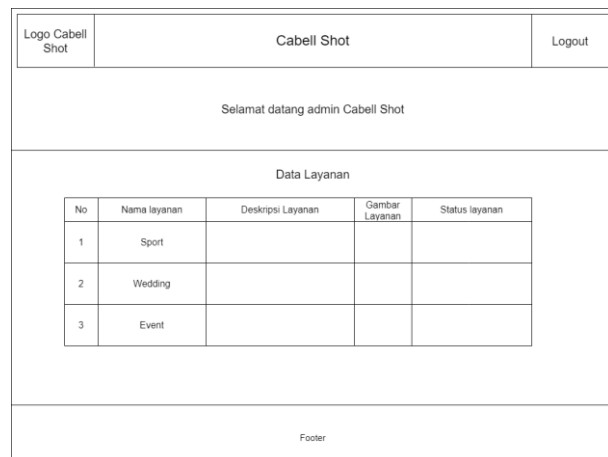 Logo Cabell
Shot
Cabell Shot
Logout
Selamat datang admin Cabell Shot
Data Layanan
No Nama layanan Deskripsi Layanan Gambar Layanan Status layanan
1 Sport
2 Wedding
3 Event
Footer